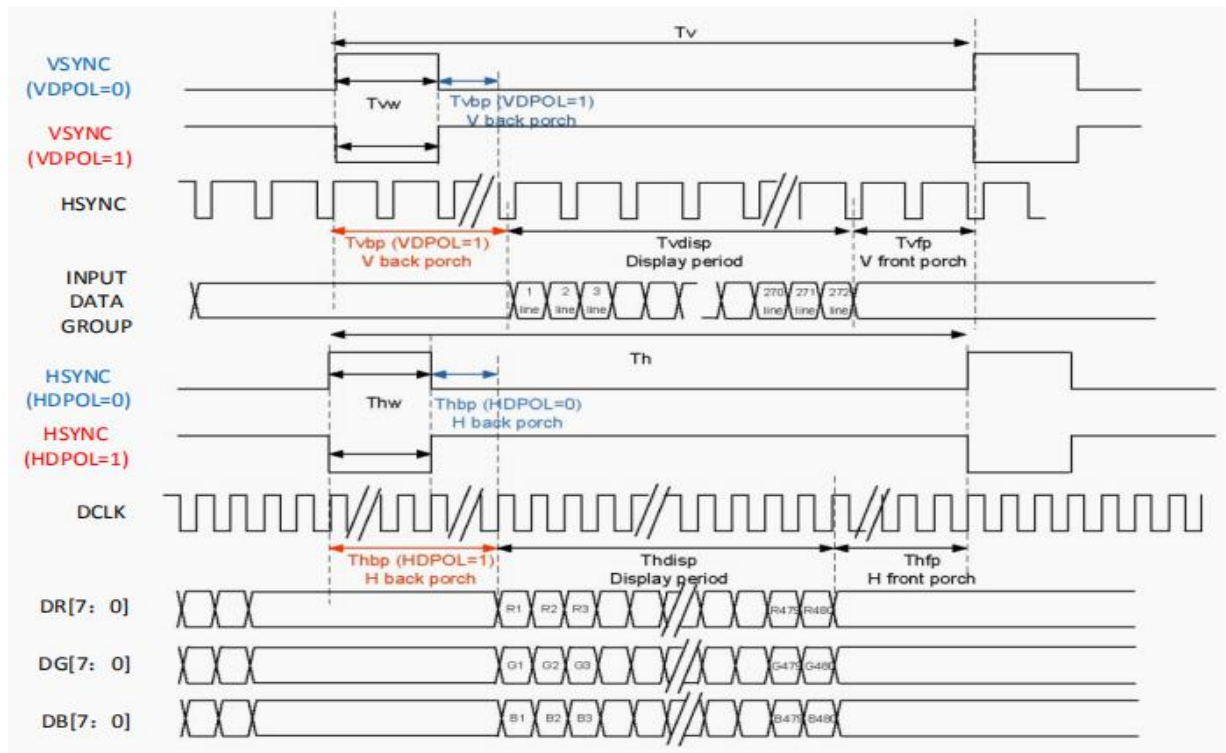 Tv
VSYNC
(VDPOL=0)
Tvw
Tvbp (VDPOL=1)
V back porch
VSYNC
(VDPOL=1)
HSYNC
Tvbp (VDPOL=1)
V back porch
Tvdisp
Display period
Tvfp
V front porch
INPUT
DATA
GROUP
1 line
2 line
3 line
270 line
271 line
272 line
Th
HSYNC
(HDPOL=0)
Thw
Thbp (HDPOL=0)
H back porch
HSYNC
(HDPOL=1)
DCLK
Thbp (HDPOL=1)
H back porch
Thdisp
Display period
Thfp
H front porch
DR[7: 0]
R1 R2 R3 R479 R480
DG[7: 0]
G1 G2 G3 G479 G480
DB[7: 0]
B1 B2 B3 B479 B480